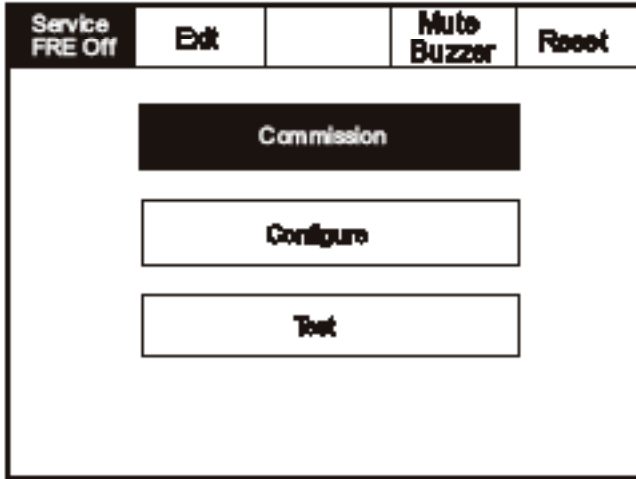 Service
FRE Off
Exit
Mute
Buzzer
Reset
Commission
Configure
Test